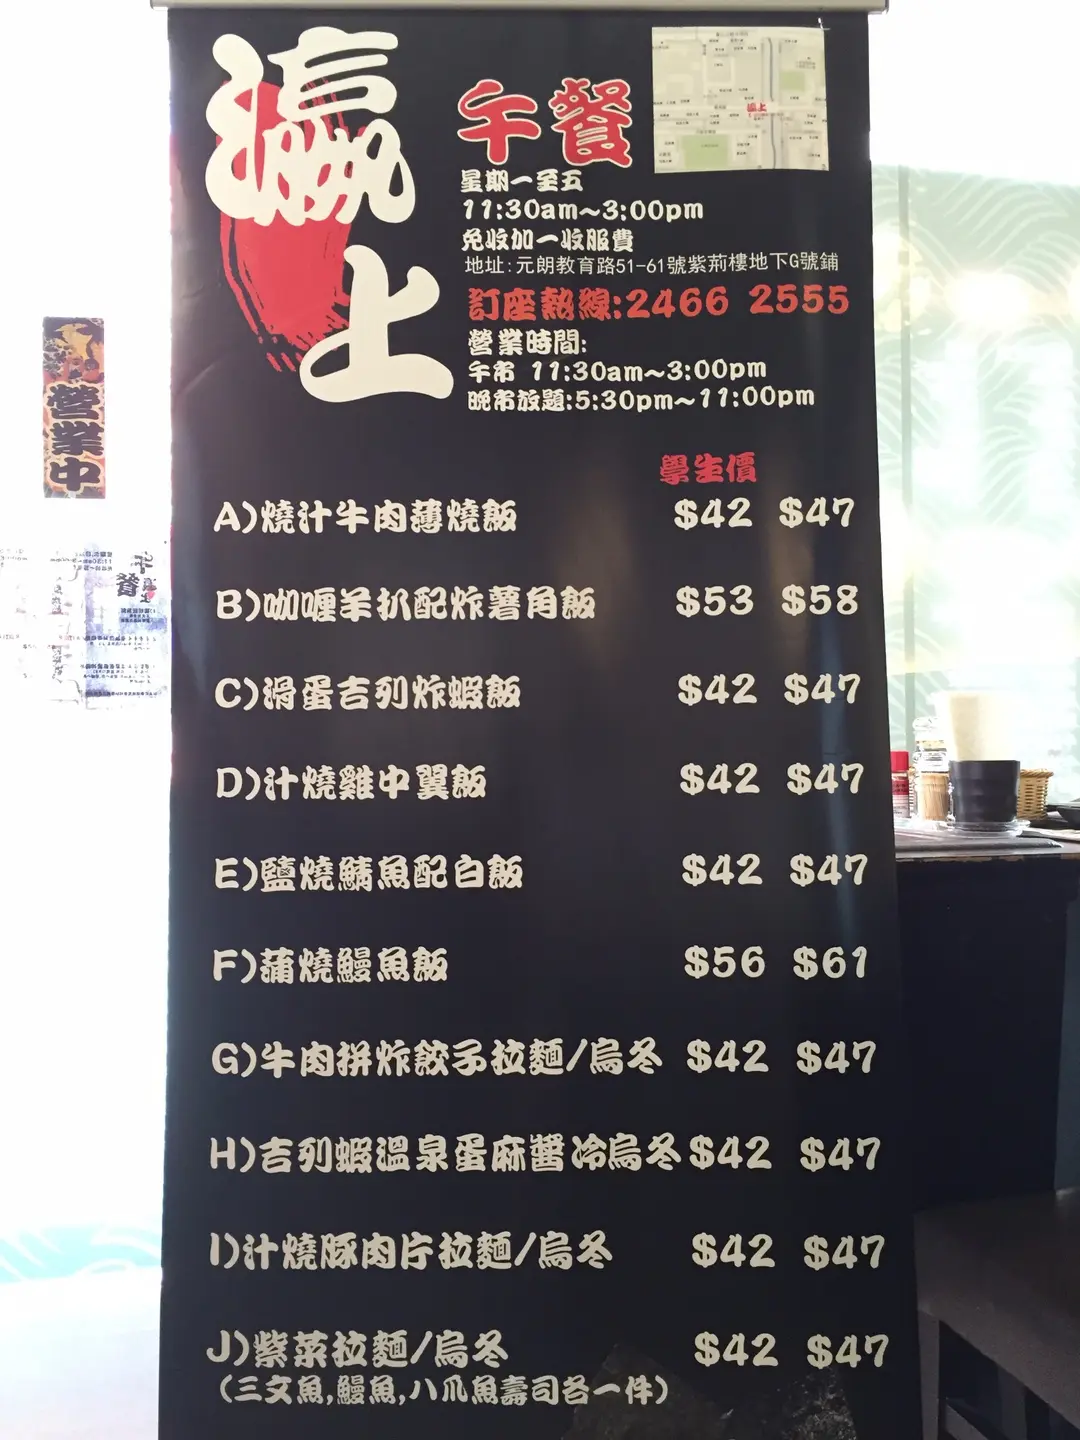 瀛上
午餐
星期一至五
11:30am~3:00pm
免收加一收服費
地址:元朗教育路51-61號紫荊樓地下G號鋪
訂座熱線:2466 2555
營業時間:
午市 11:30am~3:00pm
晚市放題:5:30pm~11:00pm
營業中
學生價
A)燒汁牛肉薄燒飯 $42 $47
B)咖喱羊扒配炸薯角飯 $53 $58
C)滑蛋吉列炸蝦飯 $42 $47
D)汁燒雞中翼飯 $42 $47
E)鹽燒鯖魚配白飯 $42 $47
F)蒲燒鰻魚飯 $56 $61
G)牛肉拼炸餃子拉麵/烏冬 $42 $47
H)吉列蝦溫泉蛋麻醬冷烏冬 $42 $47
I)汁燒豚肉片拉麵/烏冬 $42 $47
J)紫菜拉麵/烏冬 $42 $47
(三文魚,鰻魚,八爪魚壽司各一件)